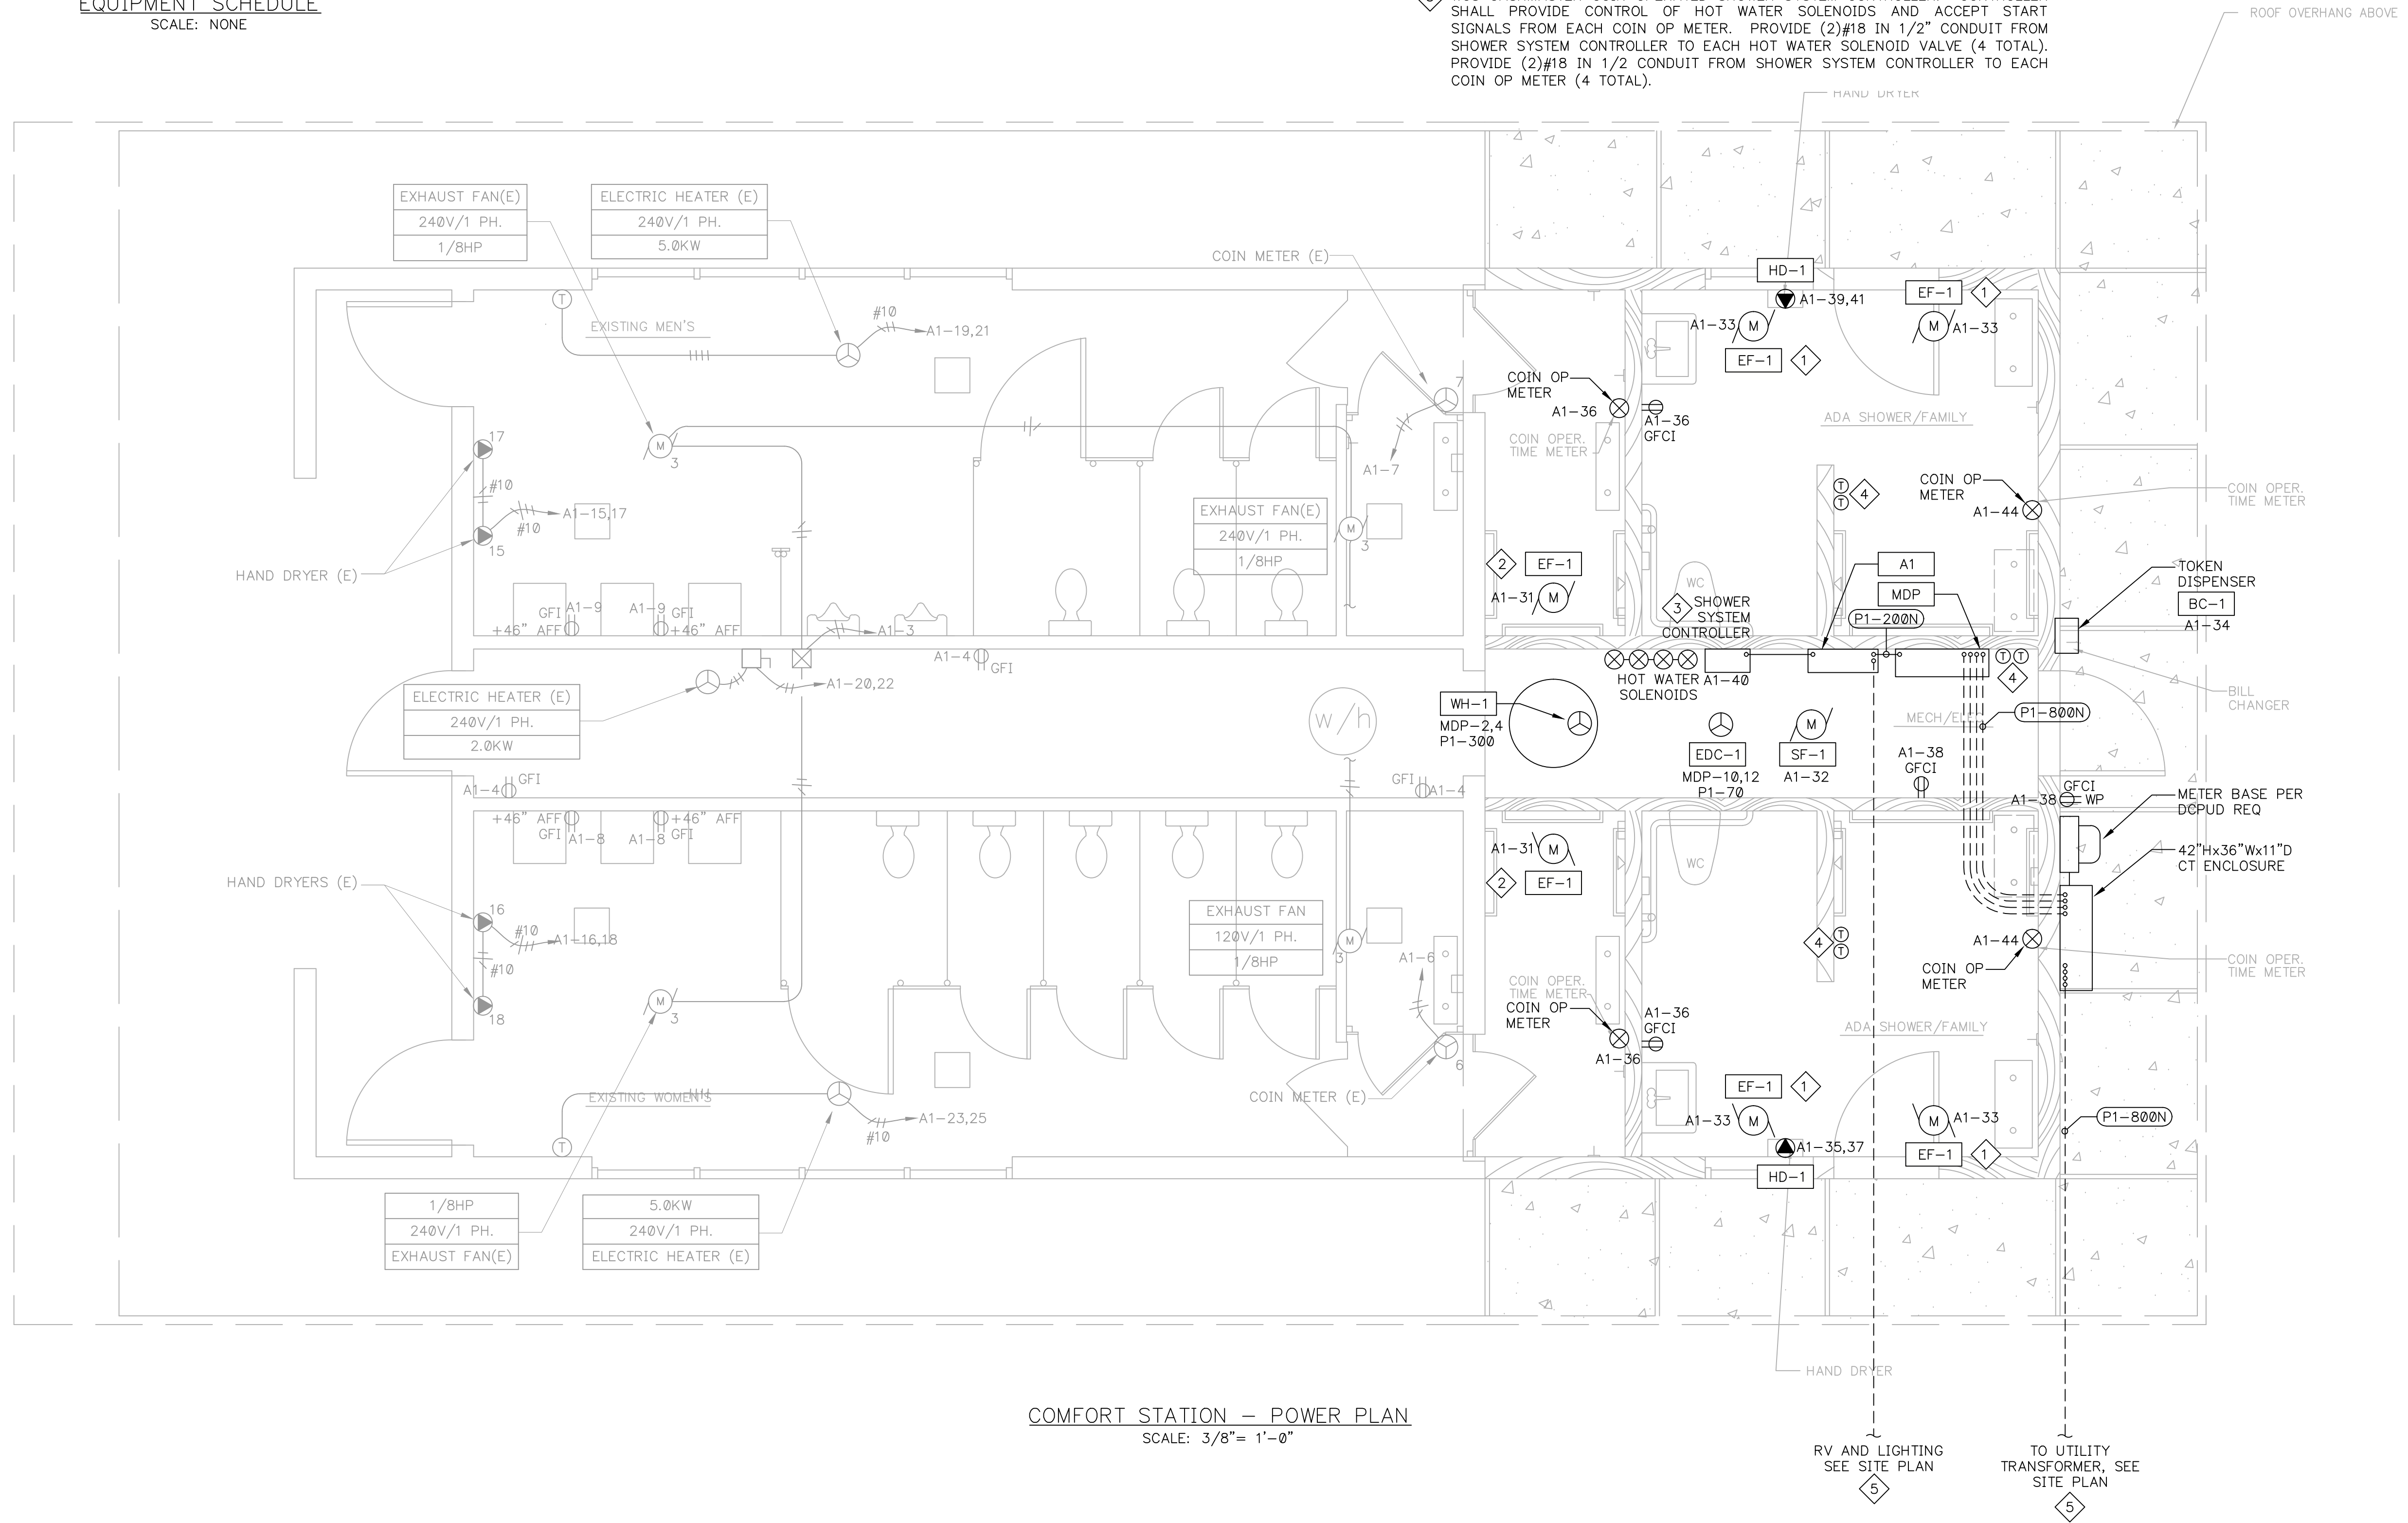 EQUIPMENT SCHEDULE
SCALE: NONE
SHALL PROVIDE CONTROL OF HOT WATER SOLENOIDS AND ACCEPT START
SIGNALS FROM EACH COIN OP METER. PROVIDE (2)#18 IN 1/2" CONDUIT FROM
SHOWER SYSTEM CONTROLLER TO EACH HOT WATER SOLENOID VALVE (4 TOTAL).
PROVIDE (2)#18 IN 1/2 CONDUIT FROM SHOWER SYSTEM CONTROLLER TO EACH
COIN OP METER (4 TOTAL).
ROOF OVERHANG ABOVE
HAND DRYER
EXHAUST FAN(E)
240V/1 PH.
1/8HP
ELECTRIC HEATER (E)
240V/1 PH.
5.0KW
COIN METER (E)
HD-1
A1-39,41
EF-1
1
T
#10
A1-19,21
EXISTING MEN'S
A1-33
M
M
A1-33
EF-1
1
7
COIN OP
METER
A1-36
A1-36
GFCI
ADA SHOWER/FAMILY
COIN OPER.
TIME METER
A1-7
17
M
3
#10
A1-15,17
#10
15
HAND DRYER (E)
EXHAUST FAN(E)
240V/1 PH.
1/8HP
M
3
T
T
4
COIN OP
METER
A1-44
COIN OPER.
TIME METER
2
EF-1
A1-31
M
WC
A1
MDP
P1-200N
3
SHOWER
SYSTEM
CONTROLLER
TOKEN
DISPENSER
BC-1
A1-34
GFI
A1-9
+46" AFF
A1-9
GFI
+46" AFF
A1-3
A1-4
GFI
A1-20,22
ELECTRIC HEATER (E)
240V/1 PH.
2.0KW
w/h
HOT WATER
SOLENOIDS
A1-40
T
T
4
BILL
CHANGER
WH-1
MDP-2,4
P1-300
EDC-1
MDP-10,12
P1-70
M
SF-1
A1-32
MECH/ELEC
P1-800N
A1-38
GFCI
GFI
A1-4
GFI
A1-4
GFCI
A1-38
WP
METER BASE PER
DCPUD REQ
42"Hx36"Wx11"D
CT ENCLOSURE
+46" AFF
GFI
A1-8
A1-8
+46" AFF
GFI
A1-31
M
2
EF-1
WC
HAND DRYERS (E)
16
#10
A1-16,18
#10
18
EXHAUST FAN
120V/1 PH.
1/8HP
M
3
A1-6
4
T
T
A1-44
COIN OP
METER
COIN OPER.
TIME METER
M
3
COIN OPER.
TIME METER
COIN OP
METER
A1-36
A1-36
GFCI
ADA SHOWER/FAMILY
6
COIN METER (E)
EXISTING WOMEN'S
A1-23,25
#10
T
EF-1
1
A1-33
M
M
A1-33
A1-35,37
EF-1
1
HD-1
P1-800N
1/8HP
240V/1 PH.
EXHAUST FAN(E)
5.0KW
240V/1 PH.
ELECTRIC HEATER (E)
HAND DRYER
COMFORT STATION - POWER PLAN
SCALE: 3/8"= 1'-0"
RV AND LIGHTING
SEE SITE PLAN
5
TO UTILITY
TRANSFORMER, SEE
SITE PLAN
5